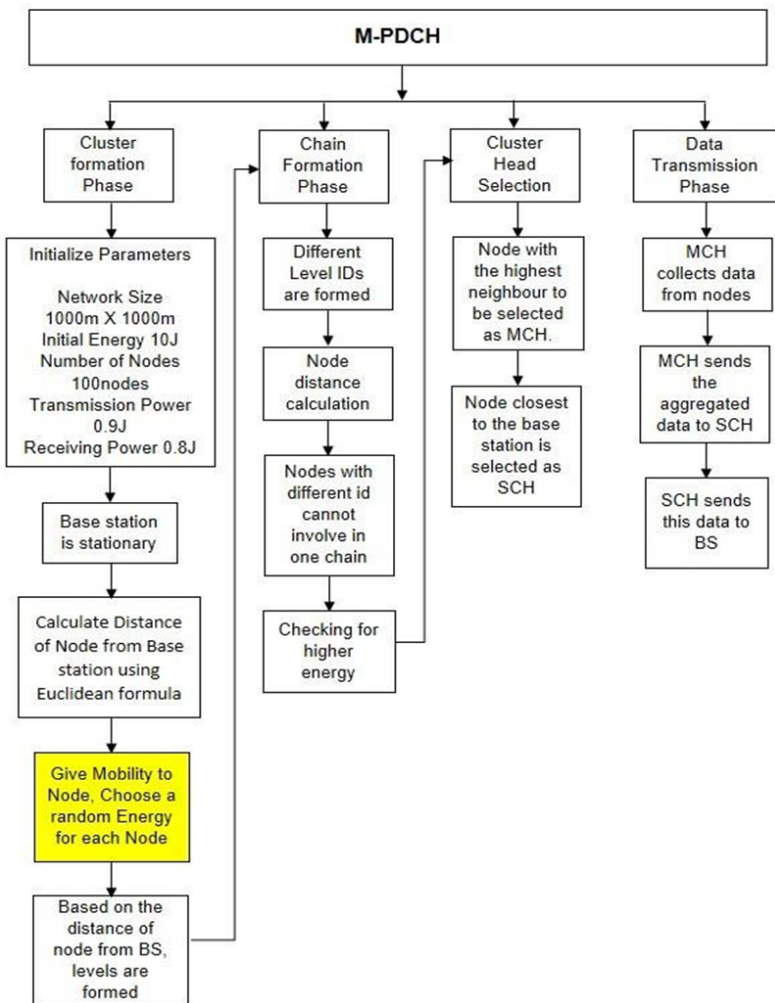 M-PDCH
Cluster
formation
Phase
Initialize Parameters
Network Size
1000m X 1000m
Initial Energy 10J
Number of Nodes
100nodes
Transmission Power
0.9J
Receiving Power 0.8J
Base station
is stationary
Calculate Distance
of Node from Base
station using
Euclidean formula
Give Mobility to
Node, Choose a
random Energy
for each Node
Based on the
distance of
node from BS,
levels are
formed
Chain
Formation
Phase
Different
Level IDs
are formed
Node
distance
calculation
Nodes with
different id
cannot
involve in
one chain
Checking for
higher
energy
Cluster
Head
Selection
Node with
the highest
neighbour to
be selected
as MCH.
Node closest
to the base
station is
selected as
SCH
Data
Transmission
Phase
MCH
collects data
from nodes
MCH sends
the
aggregated
data to SCH
SCH sends
this data to
BS